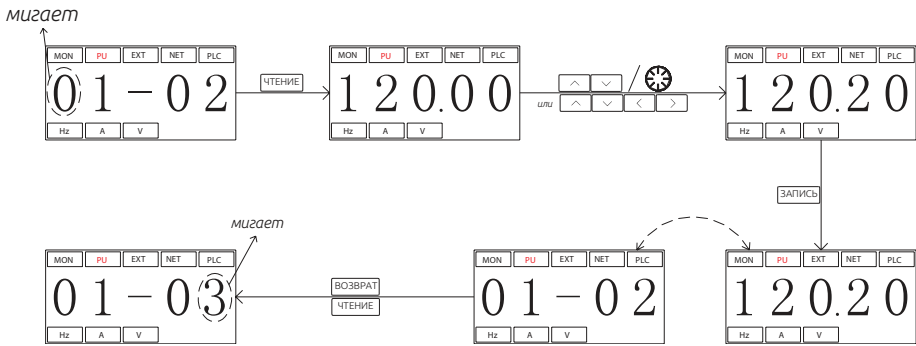 мигает
MON PU EXT NET PLC
01-02
Hz A V
ЧТЕНИЕ
MON PU EXT NET PLC
120.00
Hz A V
или
MON PU EXT NET PLC
120.20
Hz A V
ЗАПИСЬ
мигает
MON PU EXT NET PLC
01-03
Hz A V
ВОЗВРАТ
ЧТЕНИЕ
MON PU EXT NET PLC
01-02
Hz A V
MON PU EXT NET PLC
120.20
Hz A V